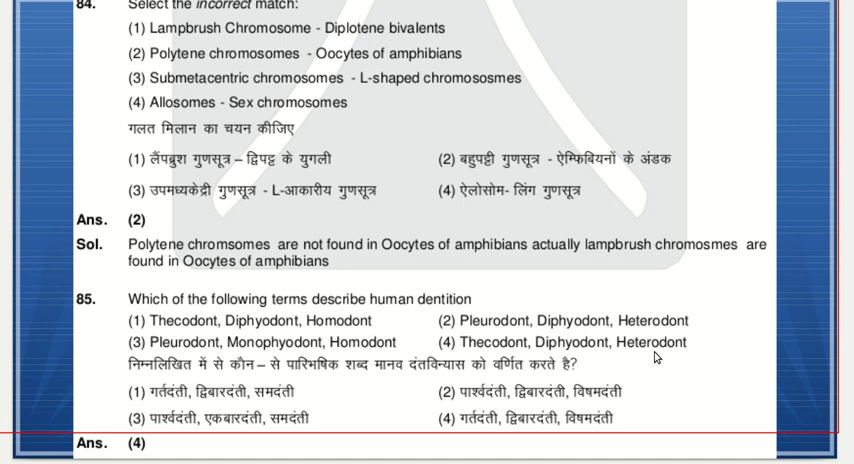 84. Select the incorrect match:
(1) Lampbrush Chromosome - Diplotene bivalents
(2) Polytene chromosomes - Oocytes of amphibians
(3) Submetacentric chromosomes - L-shaped chromososmes
(4) Allosomes - Sex chromosomes
गलत मिलान का चयन कीजिए
(1) लैंपब्रुश गुणसूत्र – द्विपट्ट के युगली (2) बहुपट्टी गुणसूत्र - ऐम्फिबियनों के अंडक
(3) उपमध्यकेंद्री गुणसूत्र - L-आकारीय गुणसूत्र (4) ऐलोसोम- लिंग गुणसूत्र
Ans. (2)
Sol. Polytene chromsomes are not found in Oocytes of amphibians actually lampbrush chromosmes are
found in Oocytes of amphibians
85. Which of the following terms describe human dentition
(1) Thecodont, Diphyodont, Homodont (2) Pleurodont, Diphyodont, Heterodont
(3) Pleurodont, Monophyodont, Homodont (4) Thecodont, Diphyodont, Heterodont
निम्नलिखित में से कौन – से पारिभषिक शब्द मानव दंतविन्यास को वर्णित करते है?
(1) गर्तदंती, द्विबारदंती, समदंती (2) पार्श्वदंती, द्विबारदंती, विषमदंती
(3) पार्श्वदंती, एकबारदंती, समदंती (4) गर्तदंती, द्विबारदंती, विषमदंती
Ans. (4)